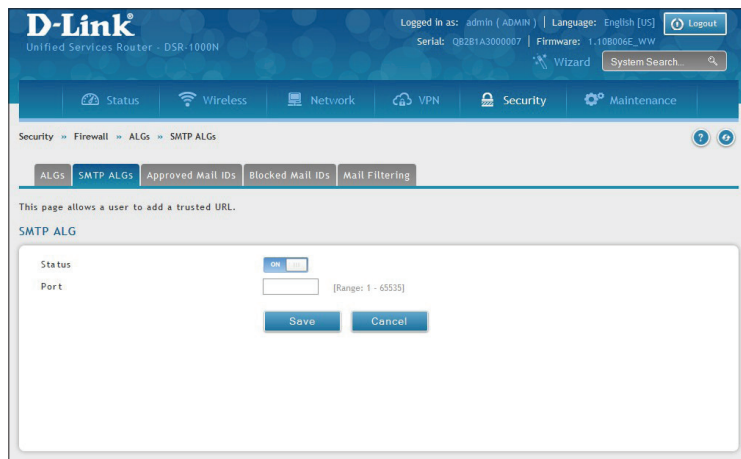 D-Link
Unified Services Router - DSR-1000N
Logged in as: admin ( ADMIN ) | Language: English [US]
Logout
Serial: QB2B1A3000007 | Firmware: 1.10B006E_WW
Wizard
System Search...
Status
Wireless
Network
VPN
Security
Maintenance
Security » Firewall » ALGs » SMTP ALGs
?
ALGs
SMTP ALGs
Approved Mail IDs
Blocked Mail IDs
Mail Filtering
This page allows a user to add a trusted URL.
SMTP ALG
Status
ON
Port
[Range: 1 - 65535]
Save
Cancel